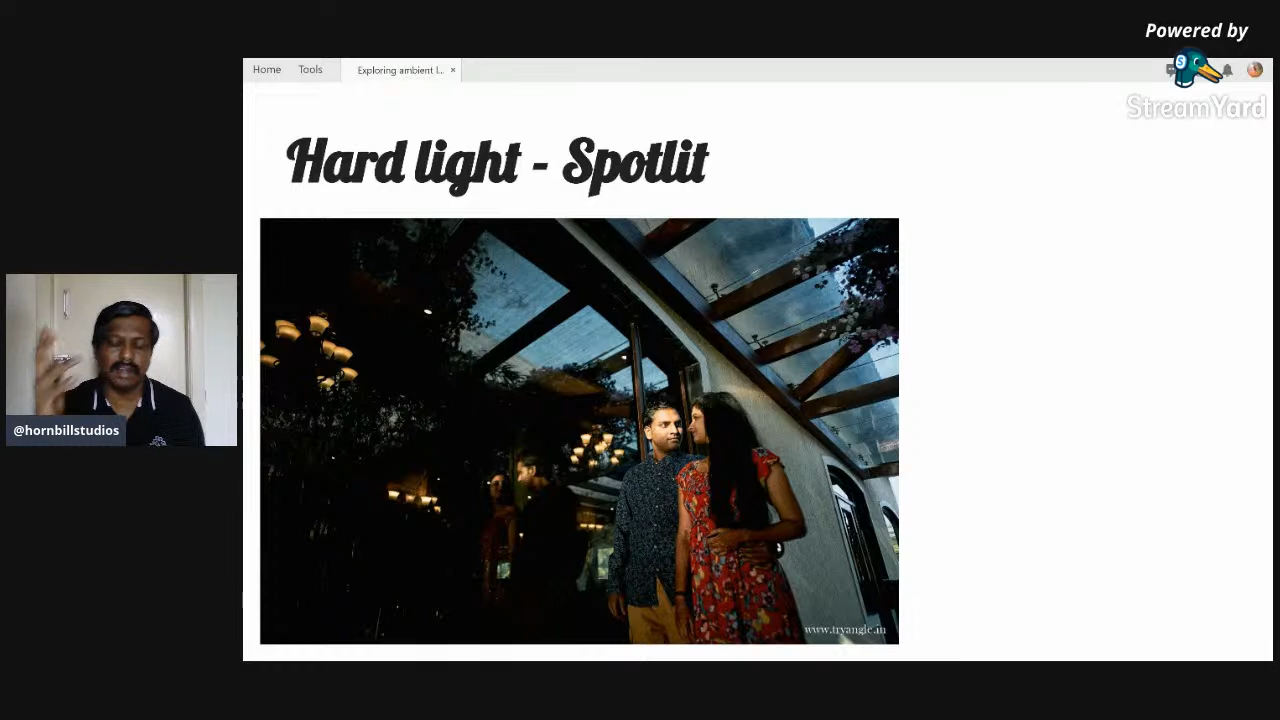 Powered by
StreamYard
Home Tools Exploring ambient l... ×
Hard light - Spotlit
@hornbillstudios
www.tryangle.in